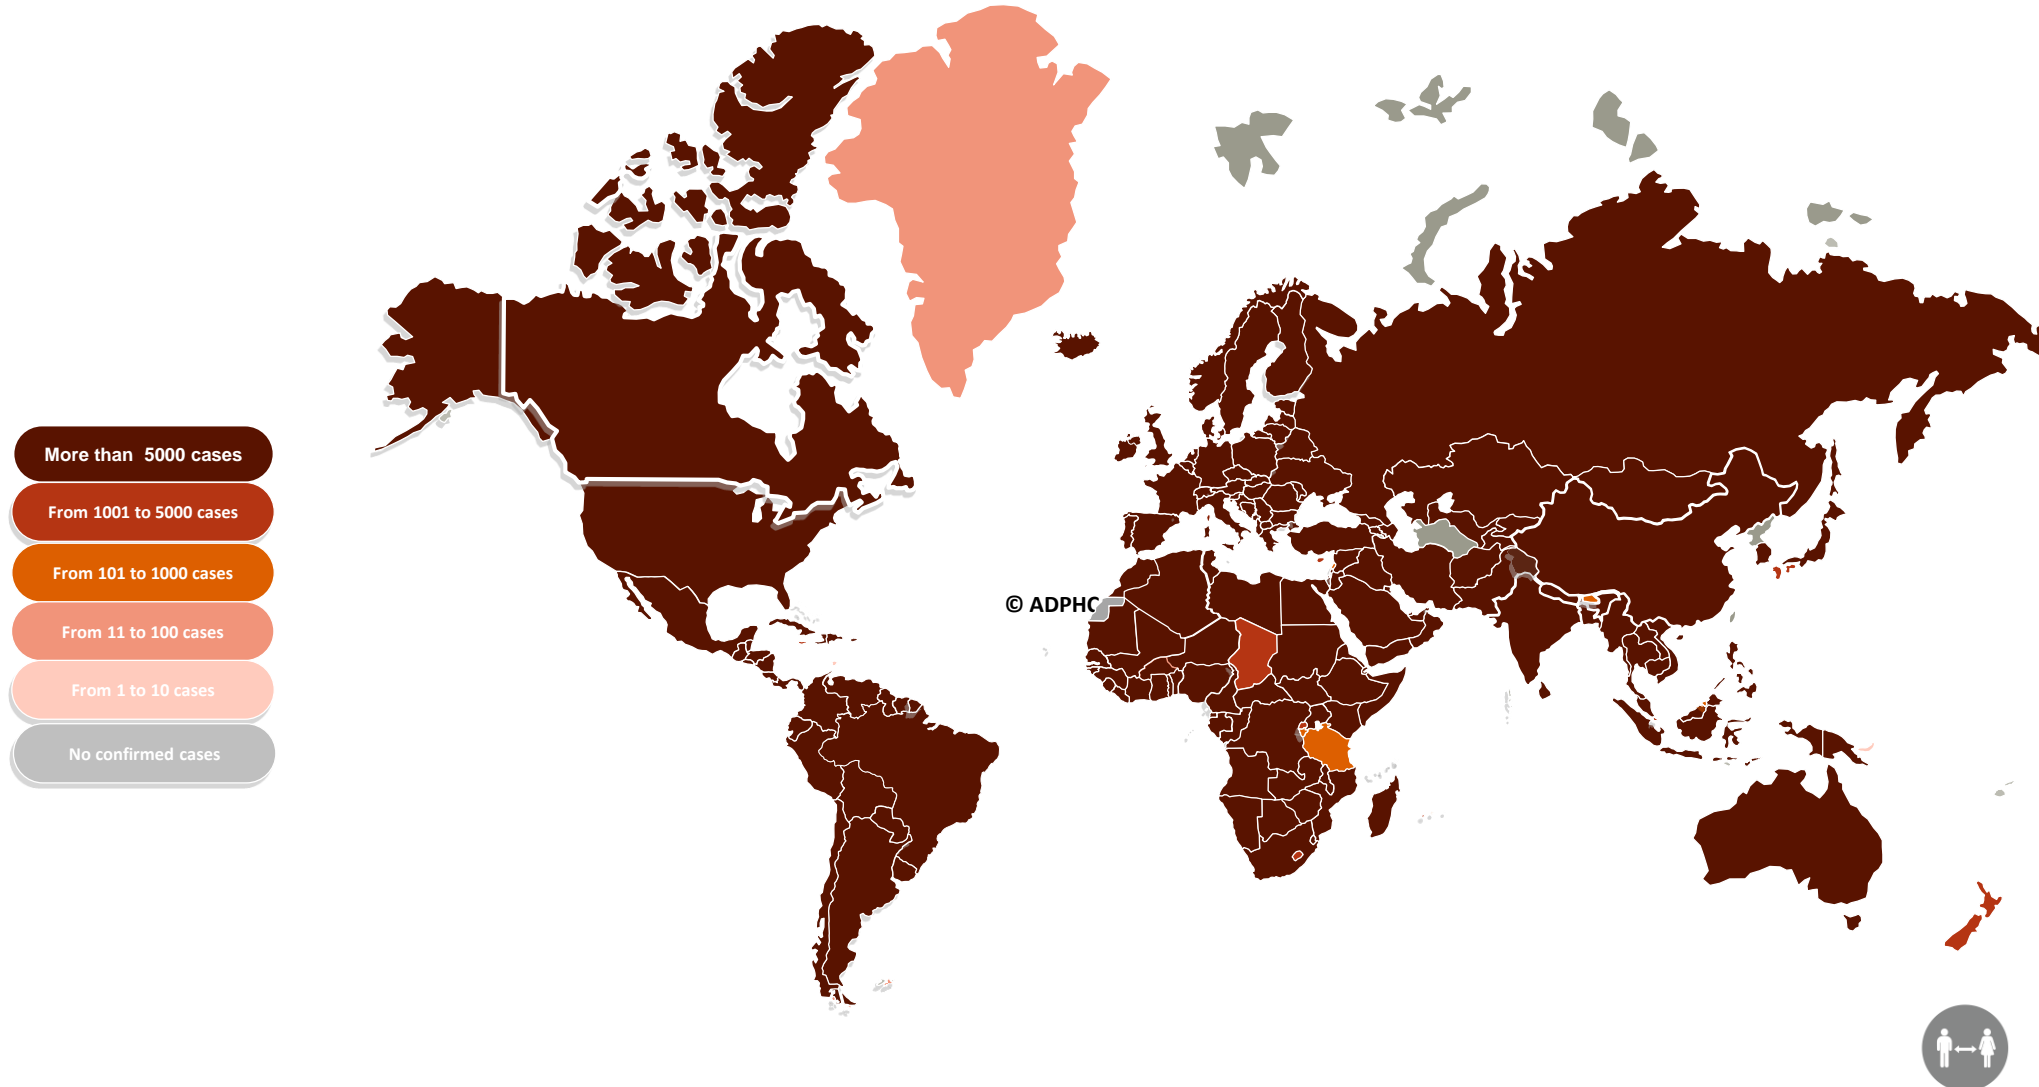 More than  5000 cases
From 1001 to 5000 cases
From 101 to 1000 cases
From 11 to 100 cases
From 1 to 10 cases
No confirmed cases
© ADPHC